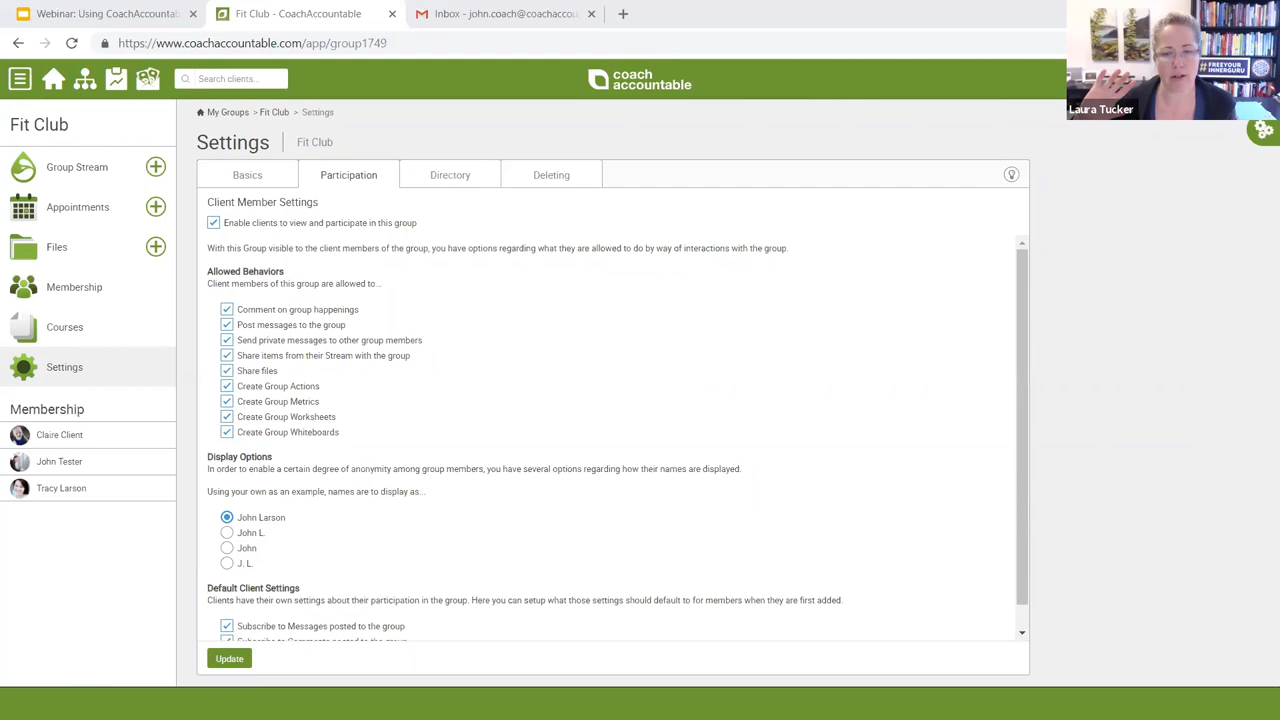 Webinar: Using CoachAccountab
Fit Club - CoachAccountable
Inbox - john.coach@coachaccou
https://www.coachaccountable.com/app/group1749
Search clients...
coach
accountable
#FREEYOUR
INNERGURU
Laura Tucker
Fit Club
Group Stream
Appointments
Files
Membership
Courses
Settings
Membership
Claire Client
John Tester
Tracy Larson
My Groups > Fit Club > Settings
Settings | Fit Club
Basics
Participation
Directory
Deleting
Client Member Settings
Enable clients to view and participate in this group
With this Group visible to the client members of the group, you have options regarding what they are allowed to do by way of interactions with the group.
Allowed Behaviors
Client members of this group are allowed to...
Comment on group happenings
Post messages to the group
Send private messages to other group members
Share items from their Stream with the group
Share files
Create Group Actions
Create Group Metrics
Create Group Worksheets
Create Group Whiteboards
Display Options
In order to enable a certain degree of anonymity among group members, you have several options regarding how their names are displayed.
Using your own as an example, names are to display as...
John Larson
John L.
John
J. L.
Default Client Settings
Clients have their own settings about their participation in the group. Here you can setup what those settings should default to for members when they are first added.
Subscribe to Messages posted to the group
Subscribe to Comments posted to the group
Update